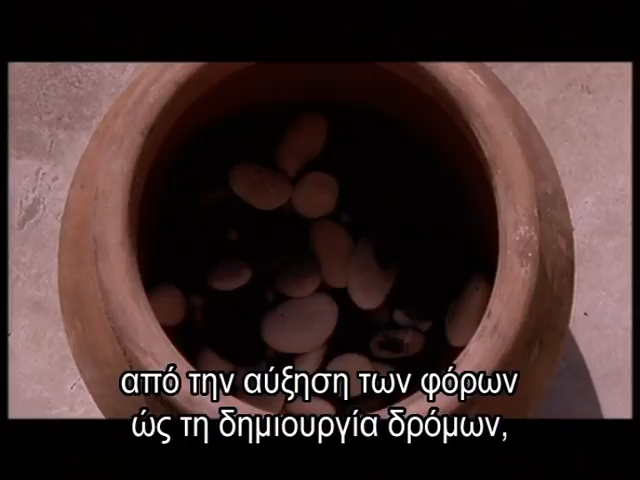 από την αύξηση των φόρων
ώς τη δημιουργία δρόμων,